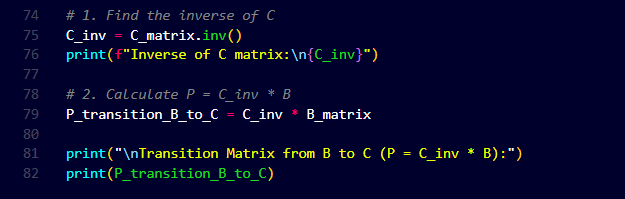 74 # 1. Find the inverse of C
75 C_inv = C_matrix.inv()
76 print(f"Inverse of C matrix:\n{C_inv}")
77
78 # 2. Calculate P = C_inv * B
79 P_transition_B_to_C = C_inv * B_matrix
80
81 print("\nTransition Matrix from B to C (P = C_inv * B):")
82 print(P_transition_B_to_C)